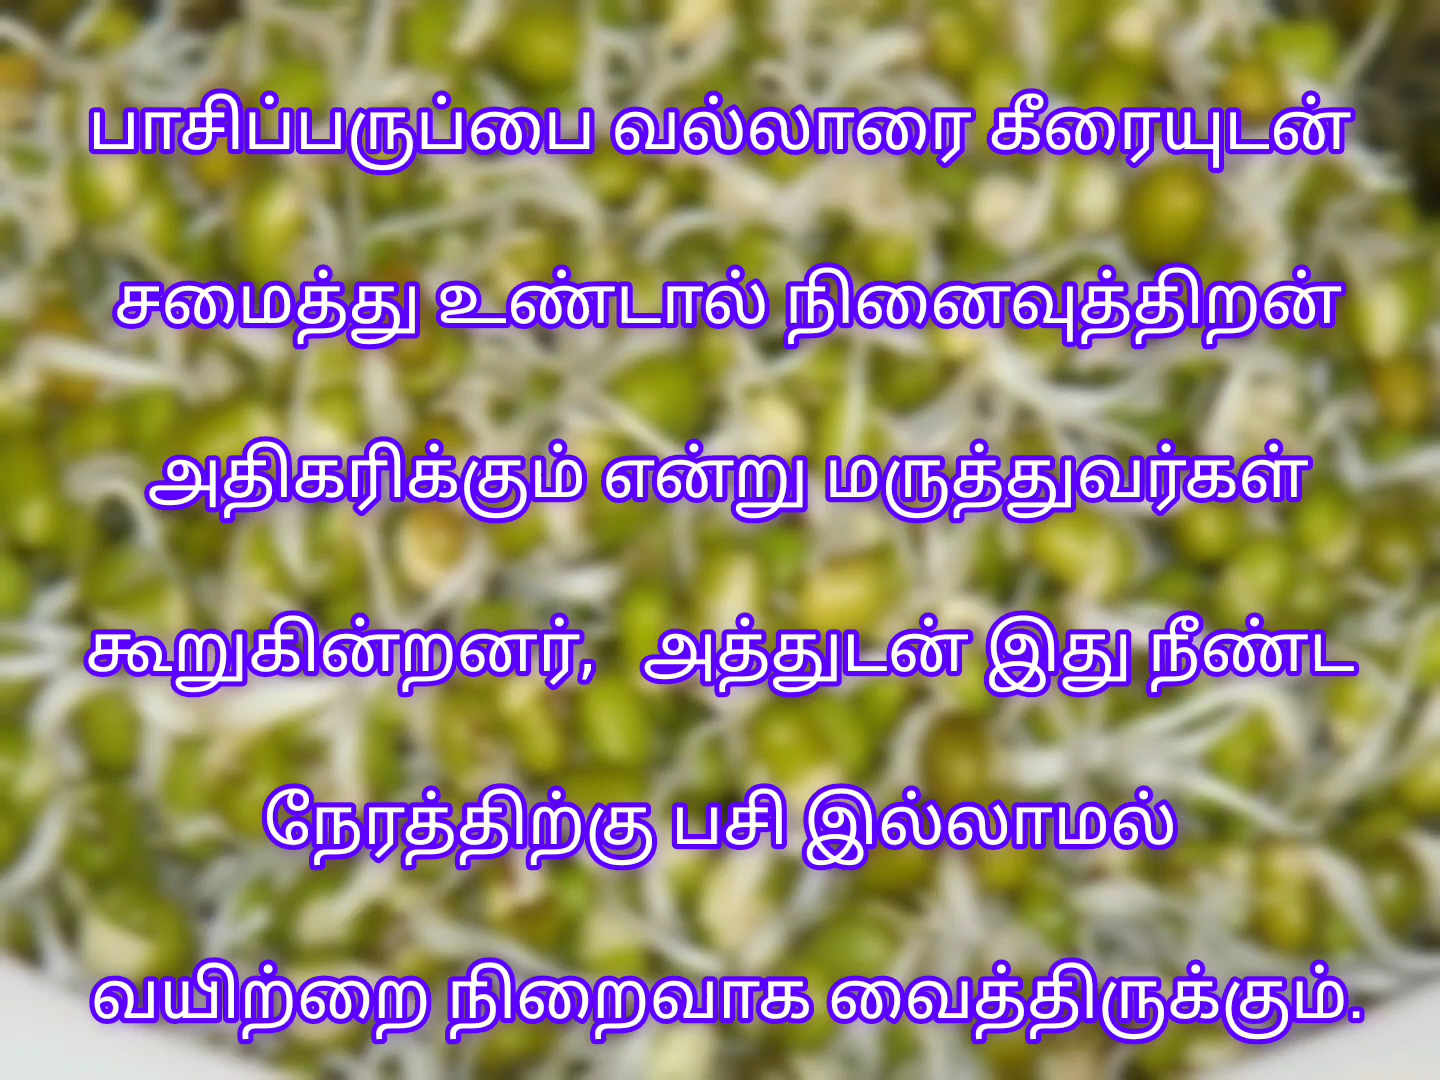 பாசிப்பருப்பை வல்லாரை கீரையுடன்
சமைத்து உண்டால் நினைவுத்திறன்
அதிகரிக்கும் என்று மருத்துவர்கள்
கூறுகின்றனர், அத்துடன் இது நீண்ட
நேரத்திற்கு பசி இல்லாமல்
வயிற்றை நிறைவாக வைத்திருக்கும்.